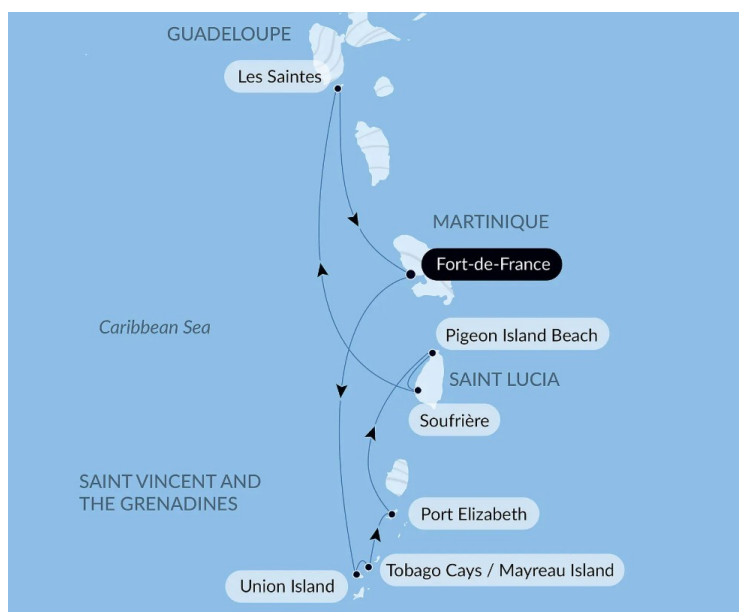 GUADELOUPE
Les Saintes
MARTINIQUE
Fort-de-France
Caribbean Sea
Pigeon Island Beach
SAINT LUCIA
Soufrière
SAINT VINCENT AND
THE GRENADINES
Port Elizabeth
Tobago Cays / Mayreau Island
Union Island